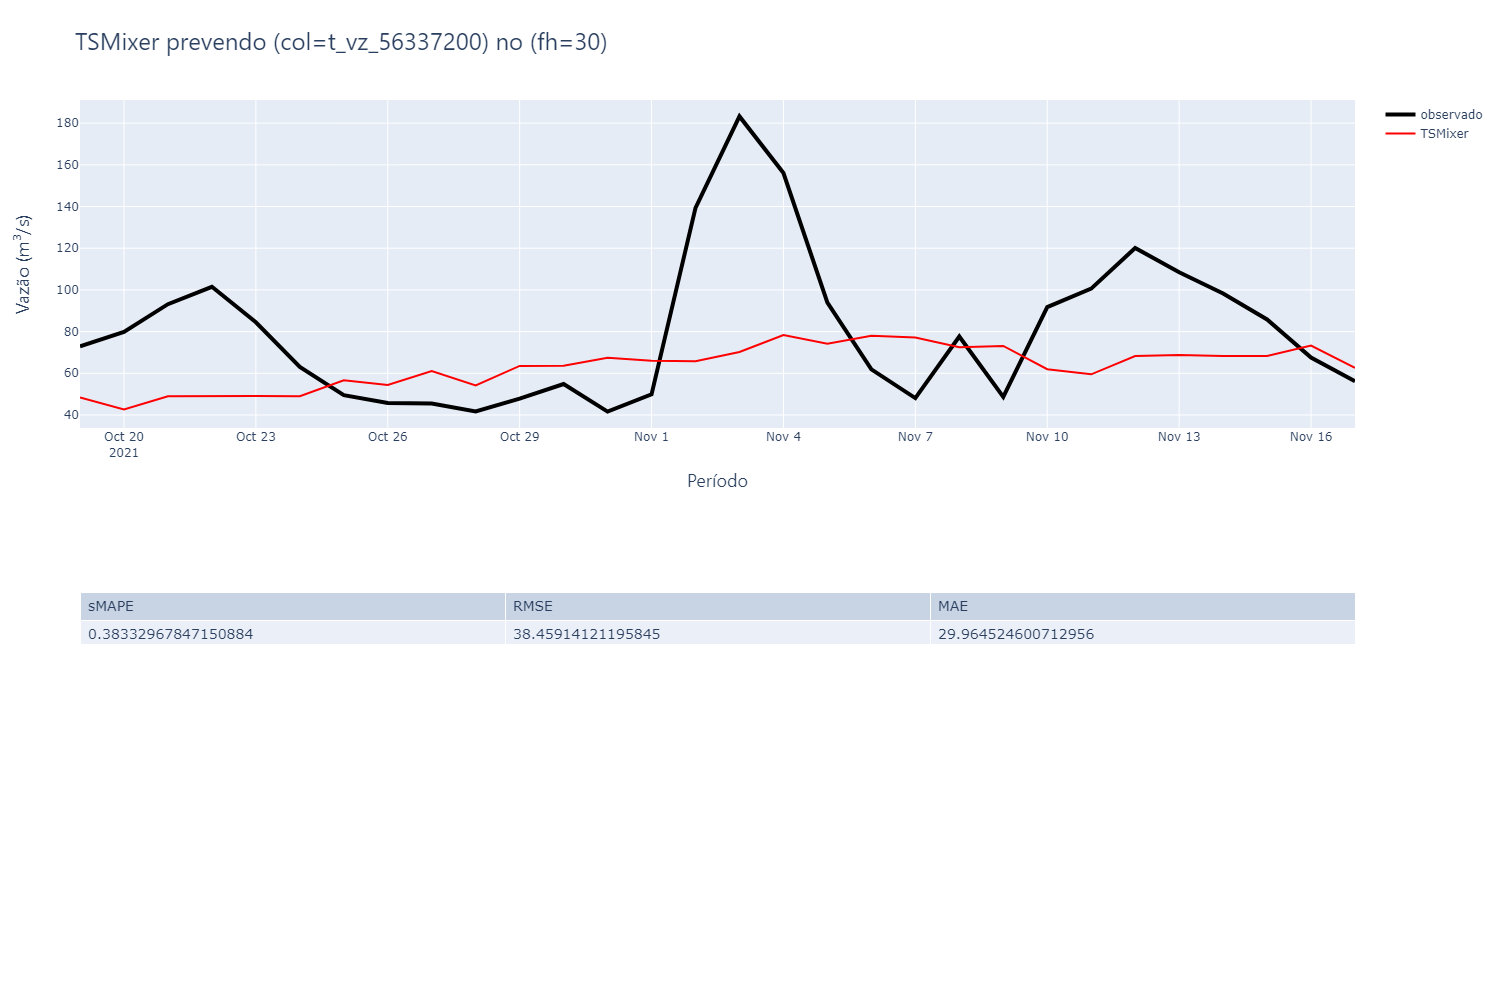 TSMixer prevendo (col=t_vz_56337200) no (fh=30)
observado
TSMixer
Vazão (m³/s)
180
160
140
120
100
80
60
40
Oct 20 Oct 23 Oct 26 Oct 29 Nov 1 Nov 4 Nov 7 Nov 10 Nov 13 Nov 16
2021
Período
sMAPE RMSE MAE
0.38332967847150884 38.45914121195845 29.964524600712956